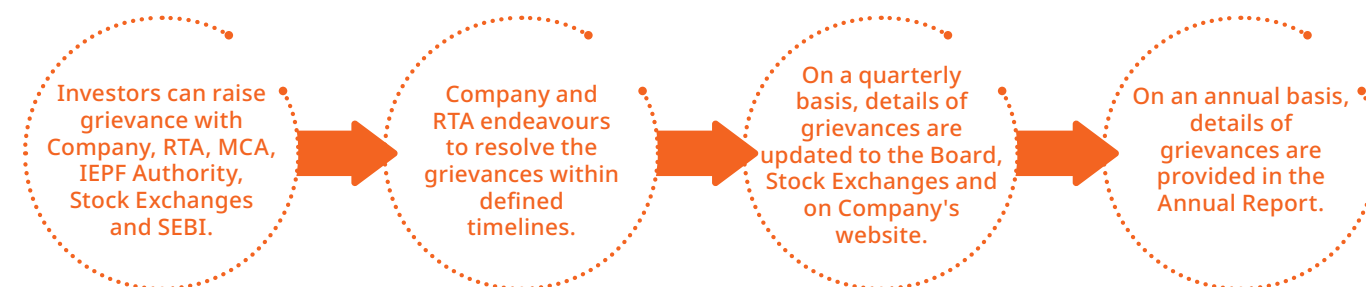 Investors can raise
grievance with
Company, RTA, MCA,
IEPF Authority,
Stock Exchanges
and SEBI.
Company and
RTA endeavours
to resolve the
grievances within
defined
timelines.
On a quarterly
basis, details of
grievances are
updated to the Board,
Stock Exchanges and
on Company's
website.
On an annual basis,
details of
grievances are
provided in the
Annual Report.